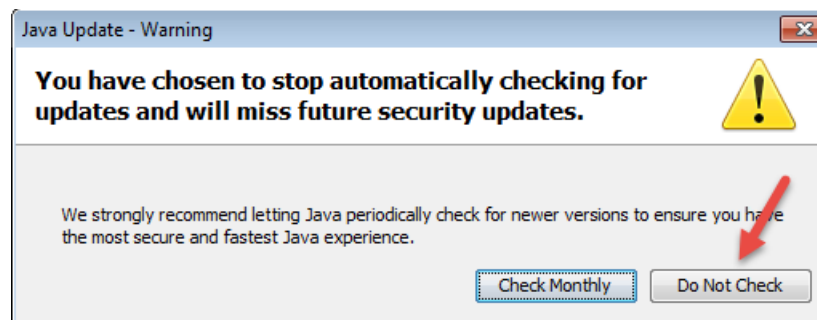 Java Update - Warning
You have chosen to stop automatically checking for
updates and will miss future security updates.
We strongly recommend letting Java periodically check for newer versions to ensure you have
the most secure and fastest Java experience.
Check Monthly
Do Not Check